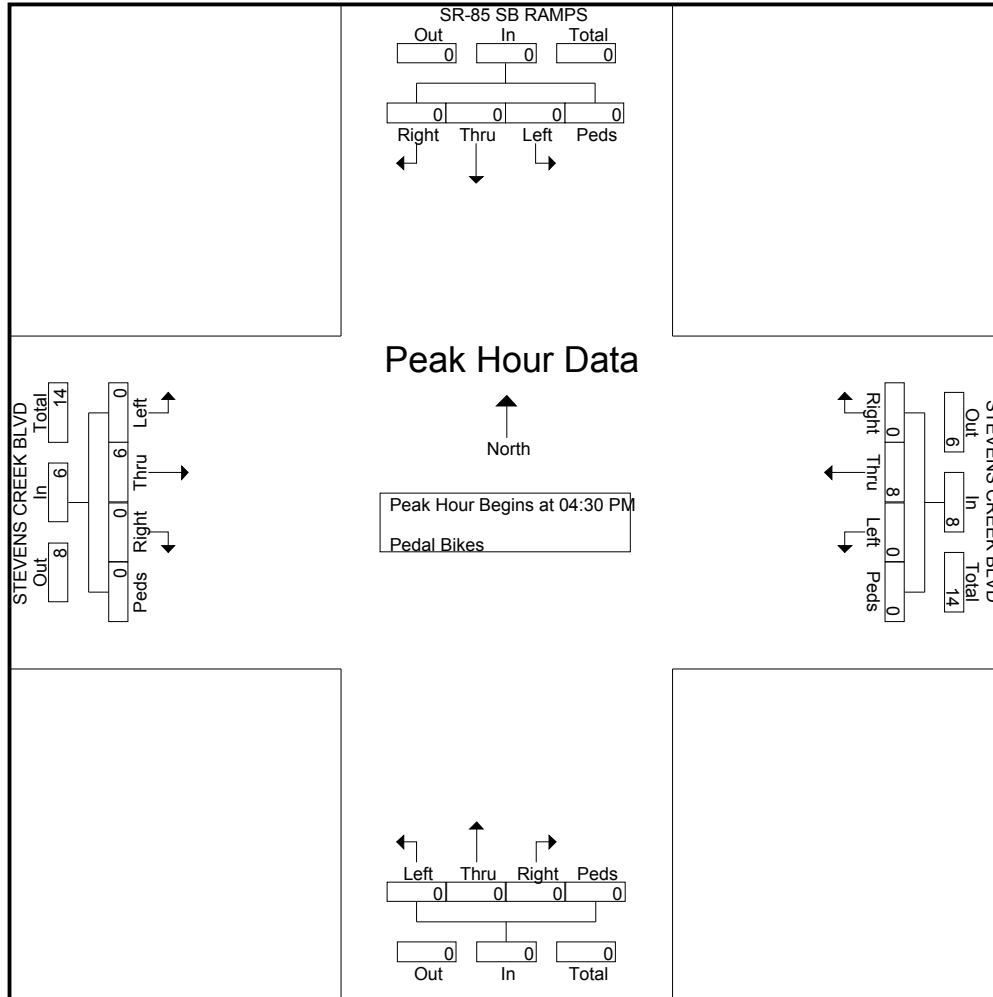 SR-85 SB RAMPS
Out In Total
0 0 0
0 0 0 0
Right Thru Left Peds
Peak Hour Data
North
Peak Hour Begins at 04:30 PM
Pedal Bikes
STEVENS CREEK BLVD
Out In Total
8 6 14
0 6 0 0
Left Thru Right Peds
STEVENS CREEK BLVD
Out In Total
6 8 14
0 8 0 0
Right Thru Left Peds
Left Thru Right Peds
0 0 0 0
0 0 0
Out In Total